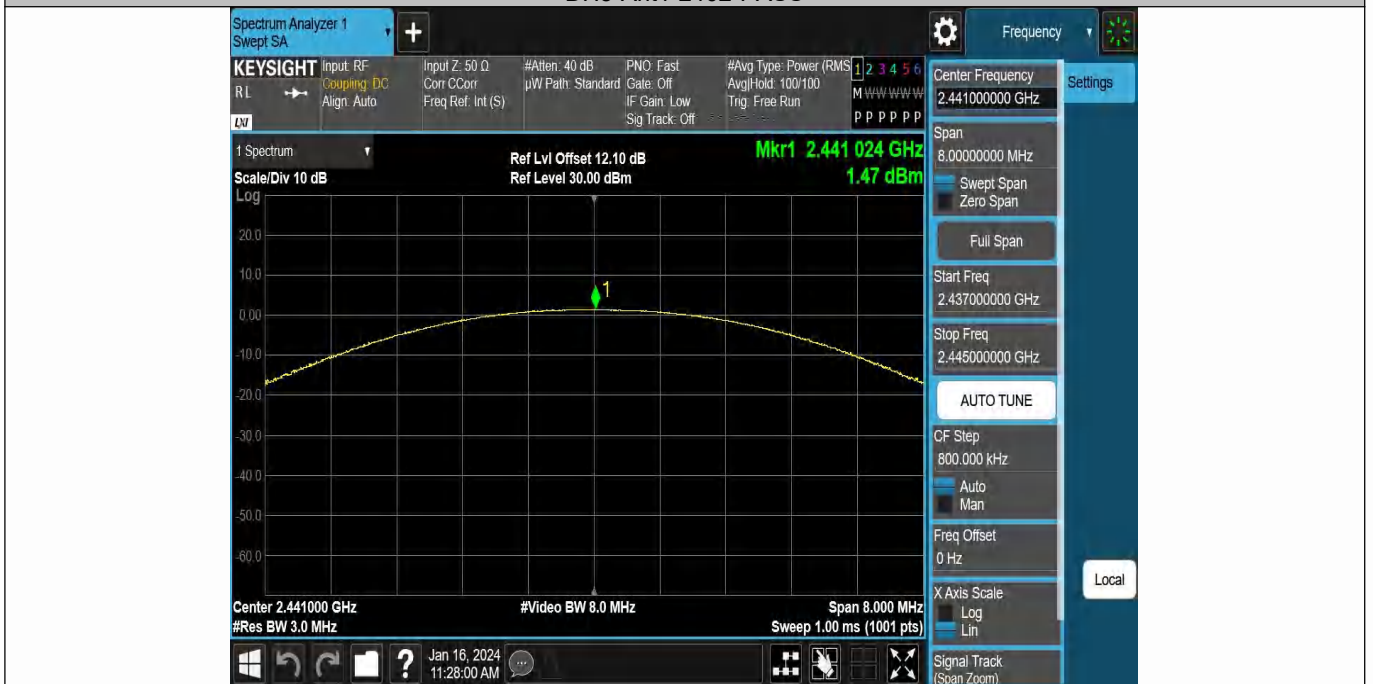 Spectrum Analyzer 1
Swept SA
+
Frequency
KEYSIGHT
RL
LXI
Input: RF
Coupling: DC
Align: Auto
Input Z: 50 Ω
Corr CCorr
Freq Ref: Int (S)
#Atten: 40 dB
µW Path: Standard
PNO: Fast
Gate: Off
IF Gain: Low
Sig Track: Off
#Avg Type: Power (RMS
Avg|Hold: 100/100
Trig: Free Run
1 2 3 4 5 6
M W W W W W
P P P P P P
1 Spectrum
Scale/Div 10 dB
Ref Lvl Offset 12.10 dB
Ref Level 30.00 dBm
Mkr1 2.441 024 GHz
1.47 dBm
Log
20.0
10.0
0.00
-10.0
-20.0
-30.0
-40.0
-50.0
-60.0
1
Center 2.441000 GHz
#Res BW 3.0 MHz
#Video BW 8.0 MHz
Span 8.000 MHz
Sweep 1.00 ms (1001 pts)
Center Frequency
2.441000000 GHz
Settings
Span
8.00000000 MHz
Swept Span
Zero Span
Full Span
Start Freq
2.437000000 GHz
Stop Freq
2.445000000 GHz
AUTO TUNE
CF Step
800.000 kHz
Auto
Man
Freq Offset
0 Hz
X Axis Scale
Log
Lin
Local
Signal Track
(Span Zoom)
?
Jan 16, 2024
11:28:00 AM